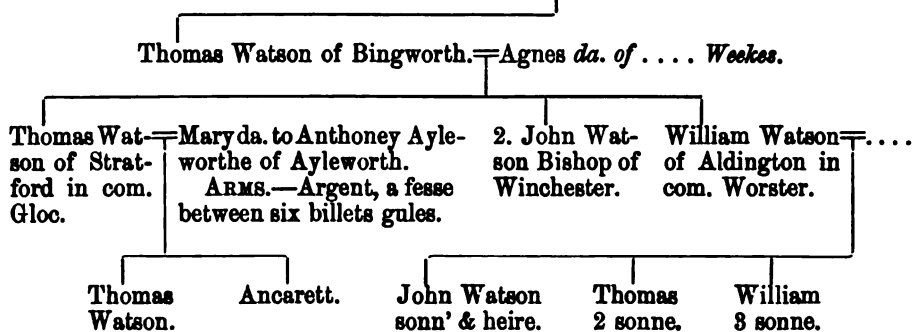 Thomas Watson of Bingworth.=Agnes da. of . . . . Weekes.
Thomas Wat-
son of Strat-
ford in com.
Gloc.
=Mary da. to Anthoney Ayle-
worthe of Ayleworth.
ARMS.—Argent, a fesse
between six billets gules.
2. John Wat-
son Bishop of
Winchester.
William Watson=. . . .
of Aldington in
com. Worster.
Thomas
Watson.
Ancarett.
John Watson
sonn' & heire.
Thomas
2 sonne.
William
3 sonne.